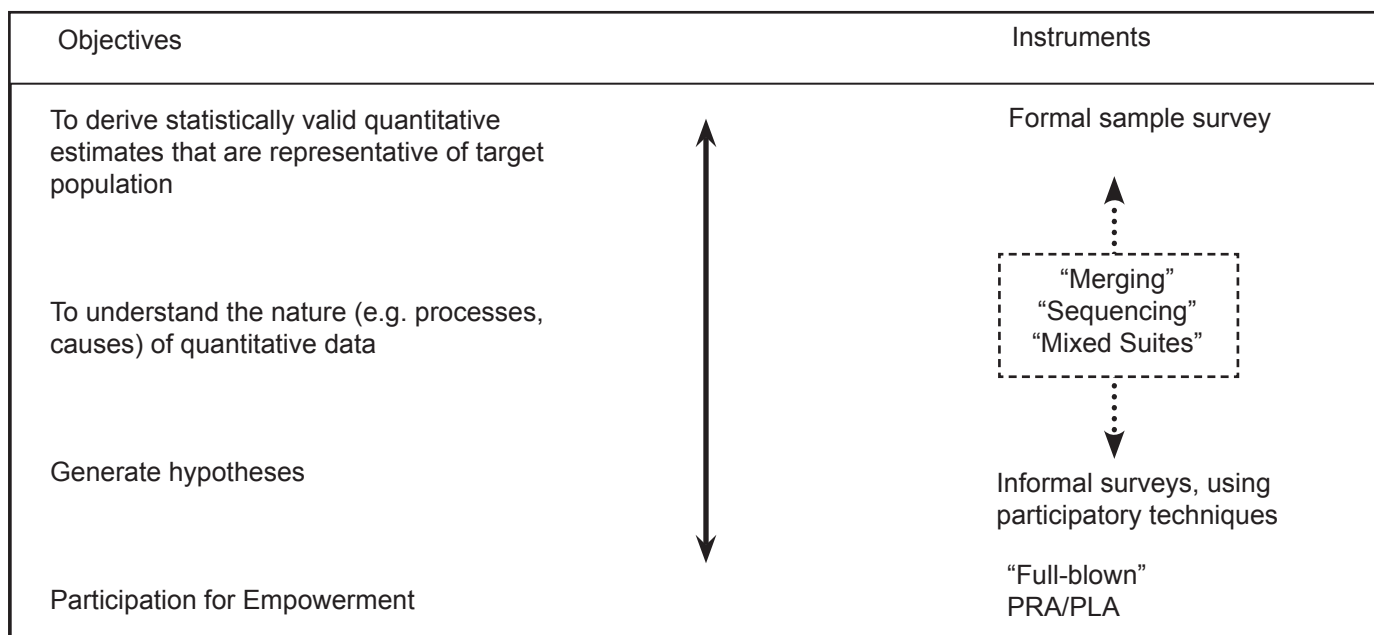 Objectives
Instruments
To derive statistically valid quantitative
estimates that are representative of target
population
Formal sample survey
“Merging”
“Sequencing”
“Mixed Suites”
To understand the nature (e.g. processes,
causes) of quantitative data
Generate hypotheses
Informal surveys, using
participatory techniques
Participation for Empowerment
“Full-blown”
PRA/PLA